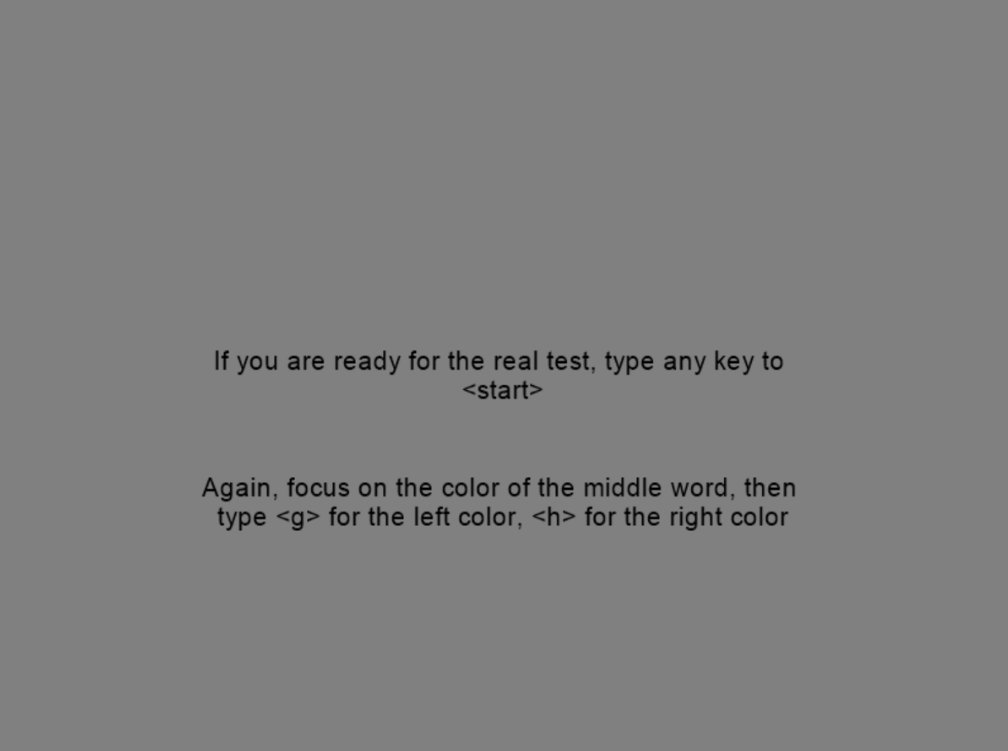 If you are ready for the real test, type any key to
<start>
Again, focus on the color of the middle word, then
type <g> for the left color, <h> for the right color